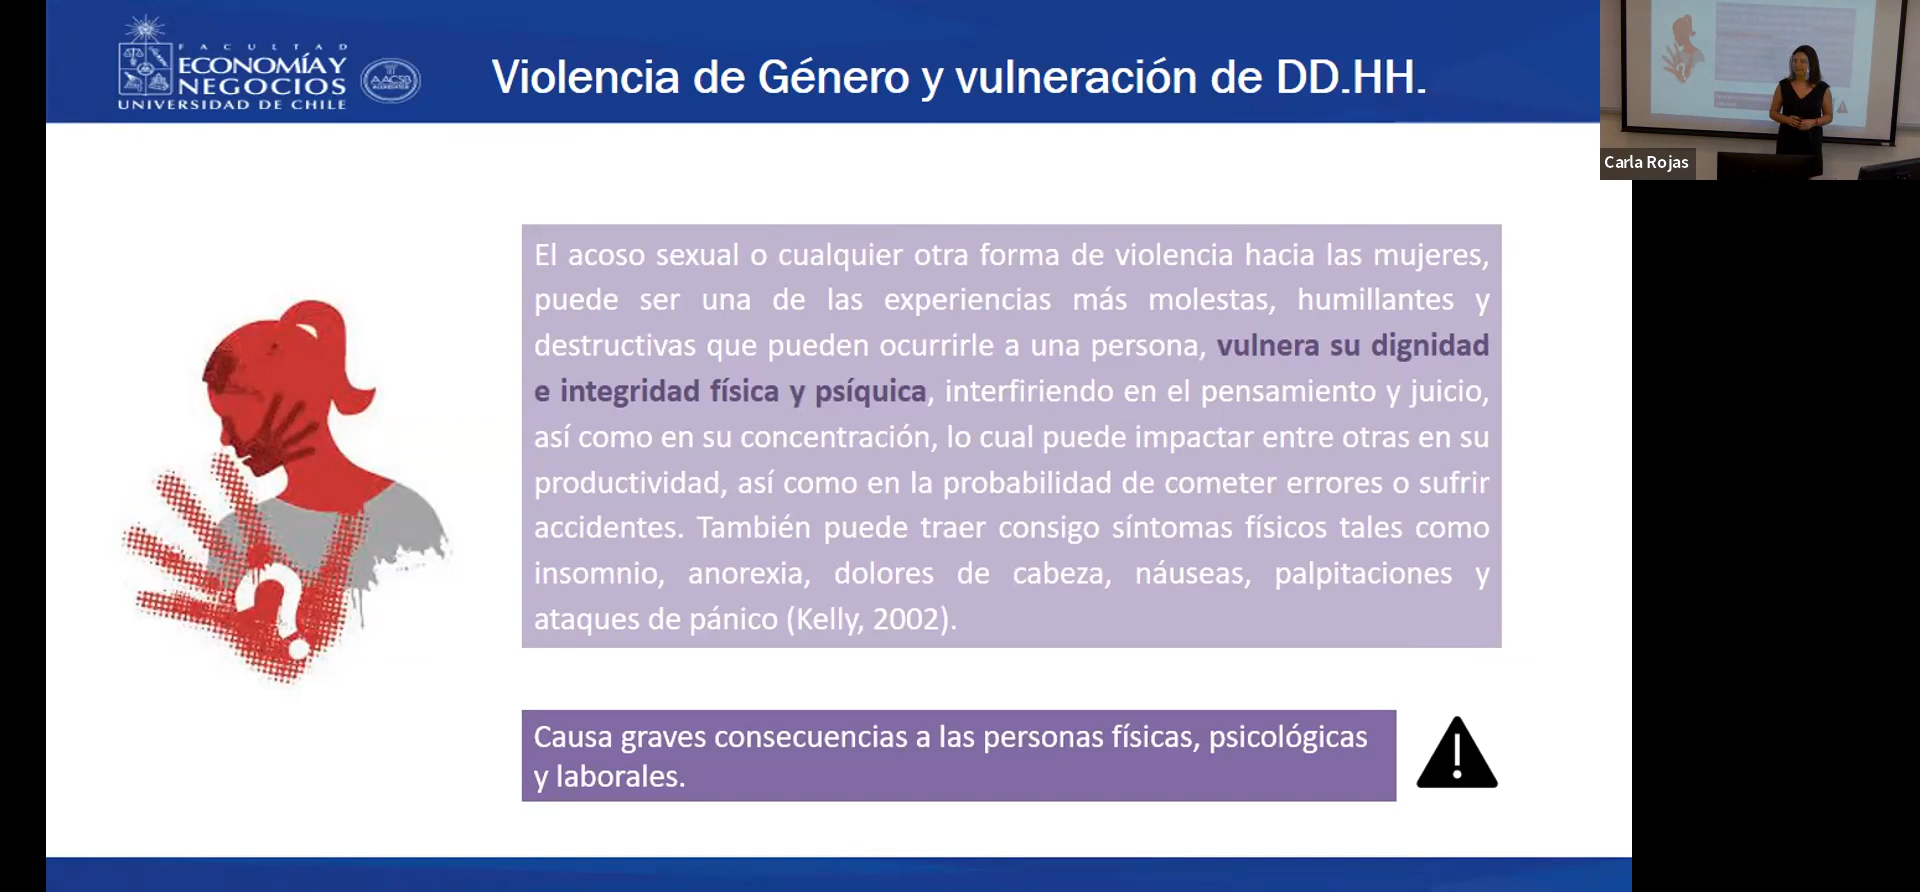 FACULTAD
ECONOMÍA Y
NEGOCIOS
UNIVERSIDAD DE CHILE
AACSB
ACCREDITED
Violencia de Género y vulneración de DD.HH.
Carla Rojas
El acoso sexual o cualquier otra forma de violencia hacia las mujeres,
puede ser una de las experiencias más molestas, humillantes y
destructivas que pueden ocurrirle a una persona, vulnera su dignidad
e integridad física y psíquica, interfiriendo en el pensamiento y juicio,
así como en su concentración, lo cual puede impactar entre otras en su
productividad, así como en la probabilidad de cometer errores o sufrir
accidentes. También puede traer consigo síntomas físicos tales como
insomnio, anorexia, dolores de cabeza, náuseas, palpitaciones y
ataques de pánico (Kelly, 2002).
Causa graves consecuencias a las personas físicas, psicológicas
y laborales.